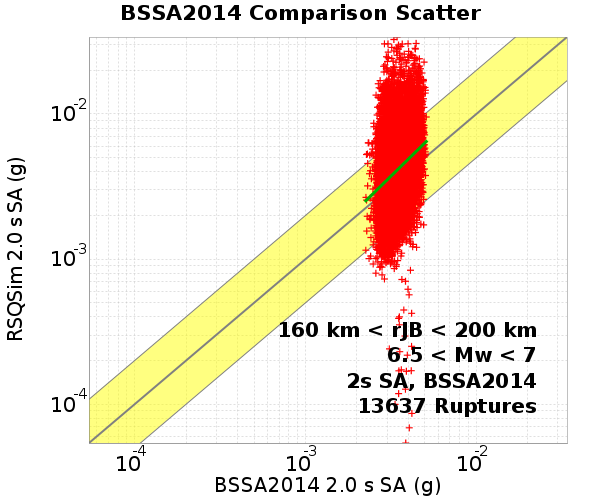 BSSA2014 Comparison Scatter
RSQSim 2.0 s SA (g)
10-2
10-3
10-4
160 km < rJB < 200 km
6.5 < Mw < 7
2s SA, BSSA2014
13637 Ruptures
10-4 10-3 10-2
BSSA2014 2.0 s SA (g)